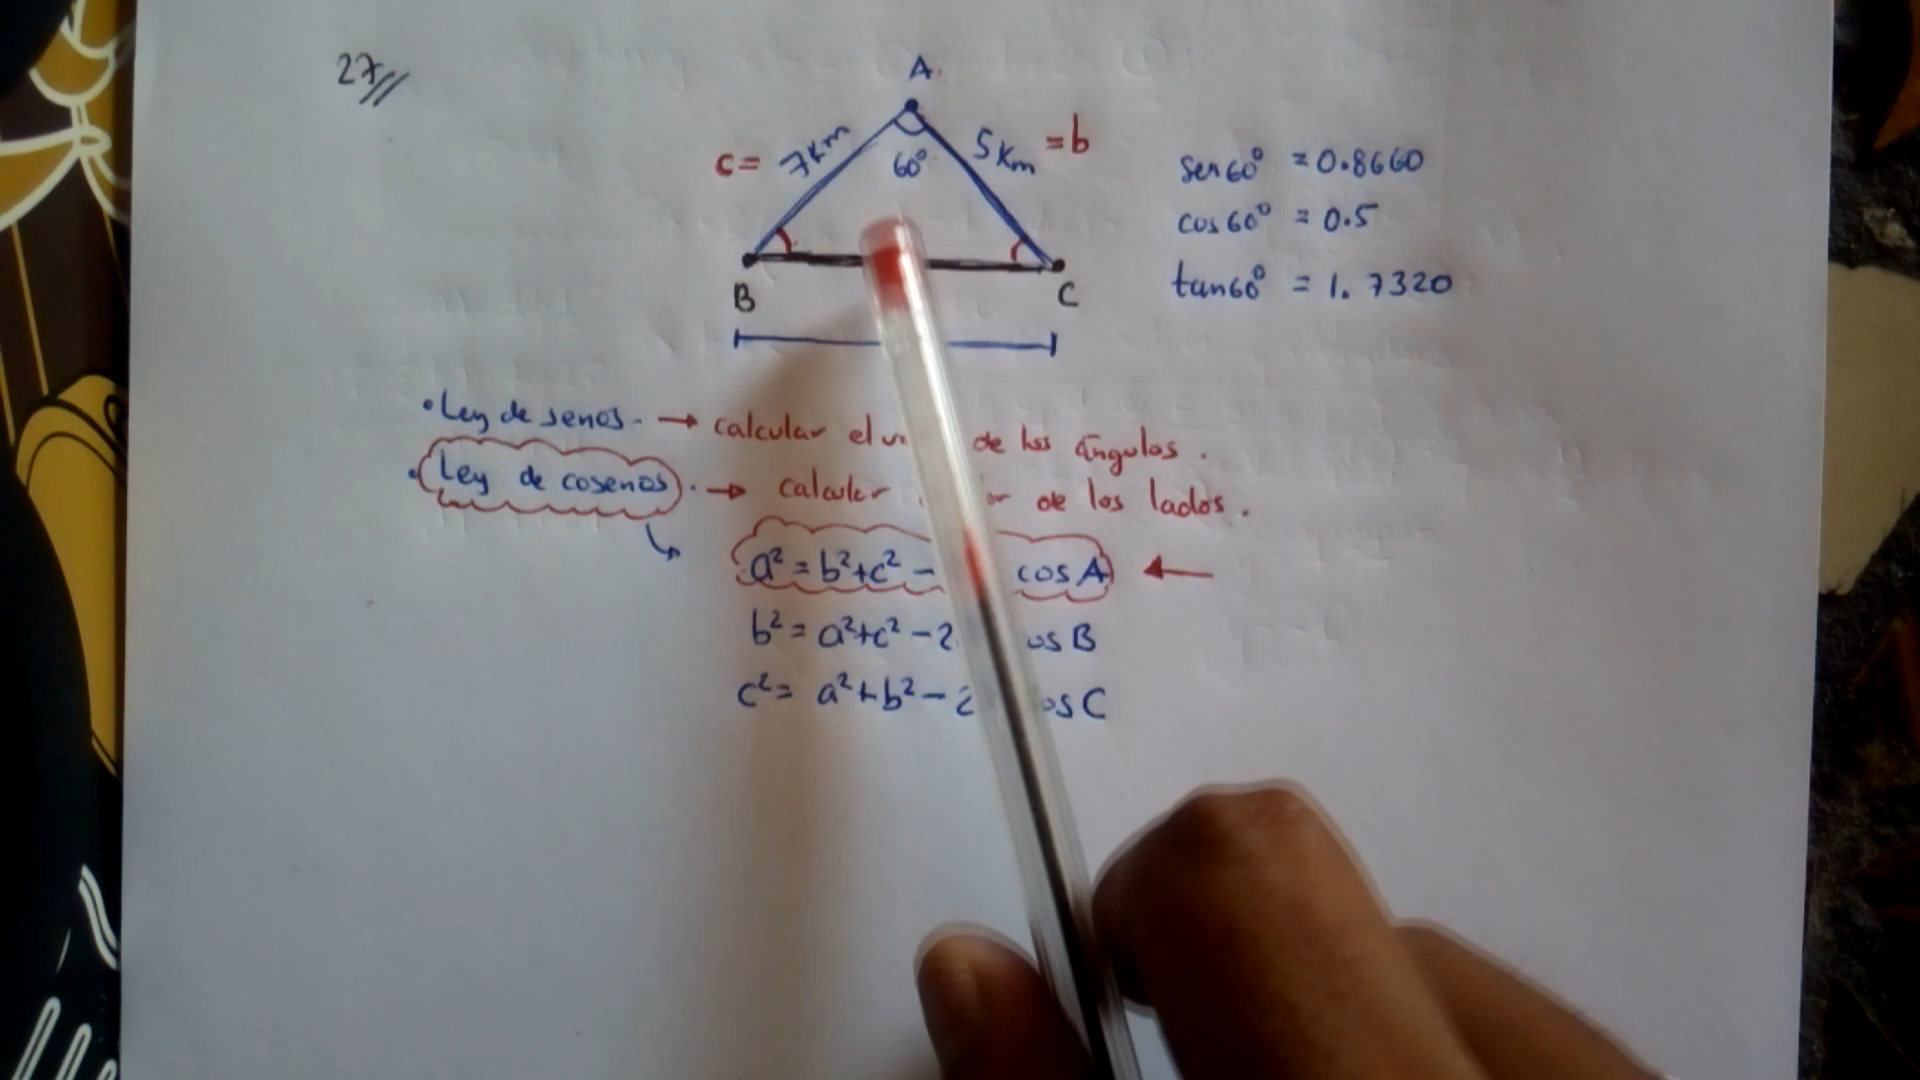 27
A
c = 7km
5km = b
60°
B
C
sen60° = 0.8660
cos60° = 0.5
tan60° = 1.7320
• Ley de senos. → calcular el de los ángulos.
• Ley de cosenos. → calcular de los lados.
a² = b²+c² - cos A
b² = a²+c² - 2 B
c² = a²+b² - 2 C